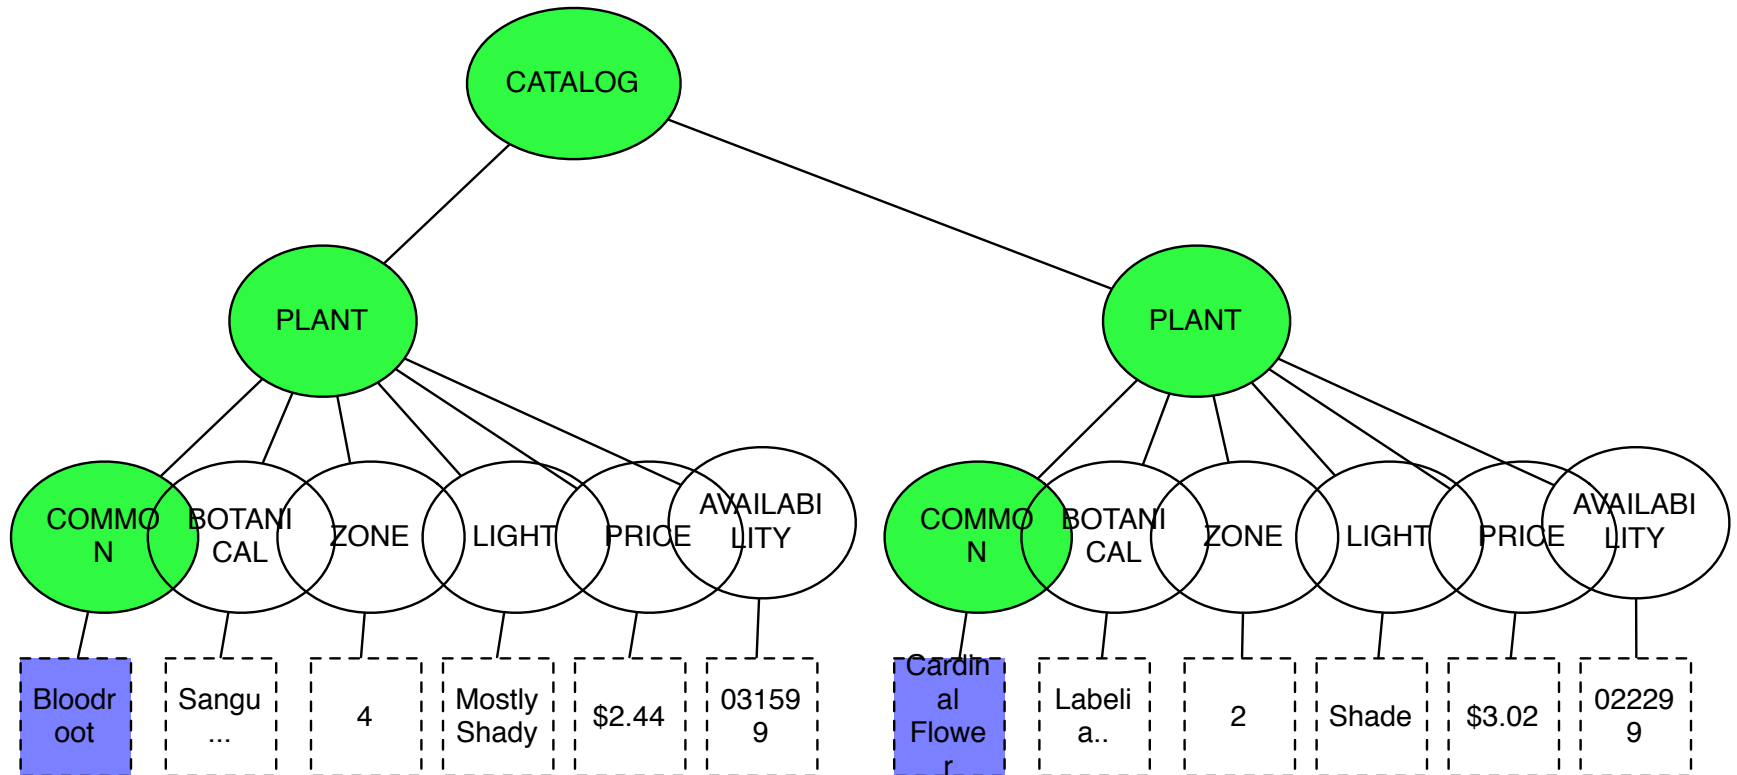 CATALOG
PLANT
PLANT
COMMO
N
BOTANI
CAL
ZONE
LIGHT
PRICE
AVAILABI
LITY
COMMO
N
BOTANI
CAL
ZONE
LIGHT
PRICE
AVAILABI
LITY
Bloodr
oot
Sangu
...
4
Mostly
Shady
$2.44
03159
9
Cardin
al
Flowe
r
Labeli
a..
2
Shade
$3.02
02229
9